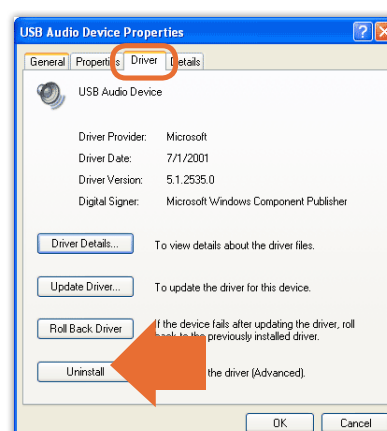 USB Audio Device Properties
General Properties Driver Details
USB Audio Device
Driver Provider: Microsoft
Driver Date: 7/1/2001
Driver Version: 5.1.2535.0
Digital Signer: Microsoft Windows Component Publisher
Driver Details... To view details about the driver files.
Update Driver... To update the driver for this device.
Roll Back Driver If the device fails after updating the driver, roll
back to the previously installed driver.
Uninstall the driver (Advanced).
OK Cancel